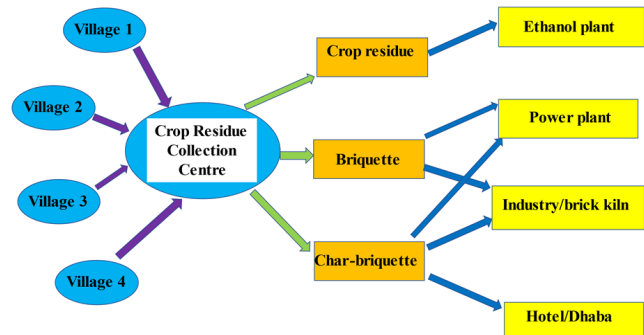 Village 1
Village 2
Village 3
Village 4
Crop Residue
Collection
Centre
Crop residue
Briquette
Char-briquette
Ethanol plant
Power plant
Industry/brick kiln
Hotel/Dhaba